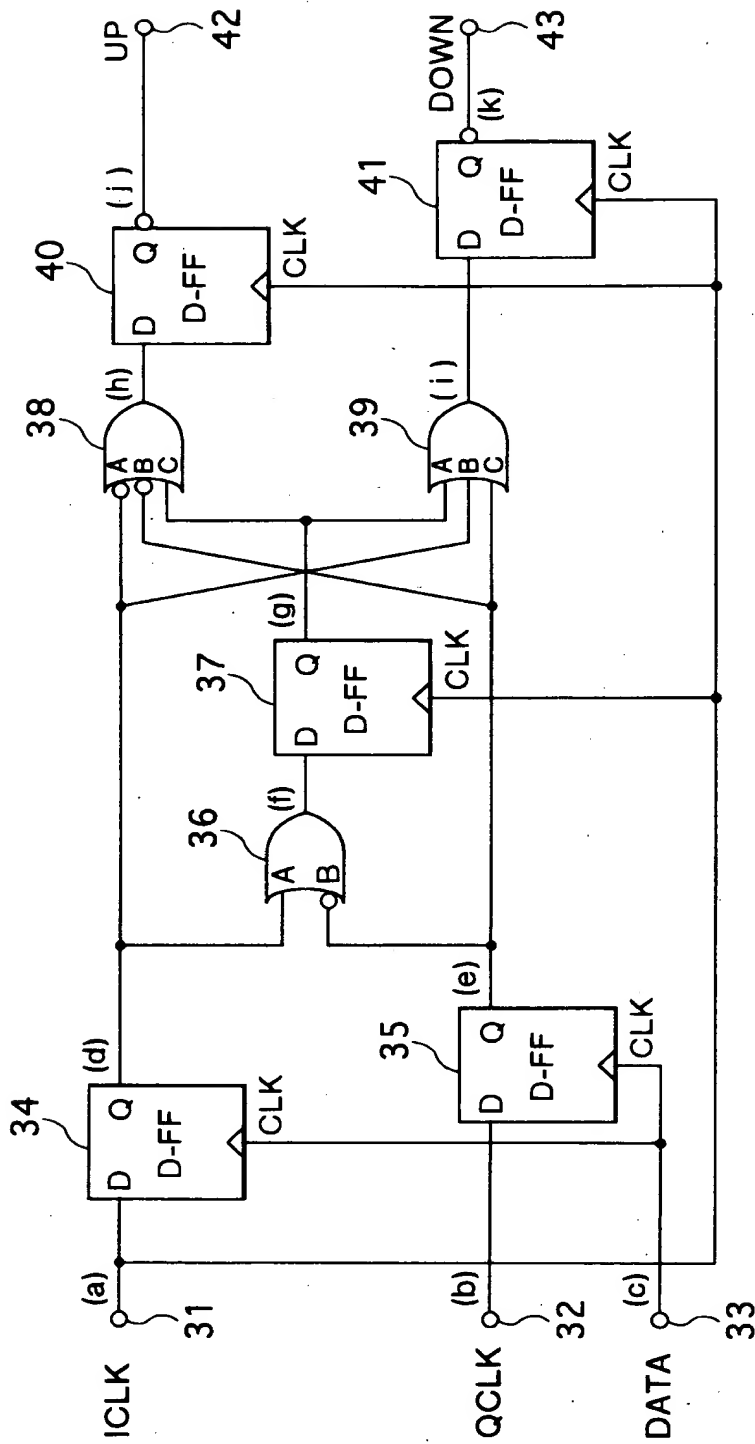 ICLK
31
(a)
34
D
Q
D-FF
CLK
(d)
QCLK
32
(b)
35
D
Q
D-FF
CLK
(e)
DATA
33
(c)
36
A
B
(f)
37
D
Q
D-FF
CLK
(g)
38
A
B
C
(h)
39
A
B
C
(i)
40
D
Q
D-FF
CLK
(j)
UP
42
41
D
Q
D-FF
CLK
(k)
DOWN
43